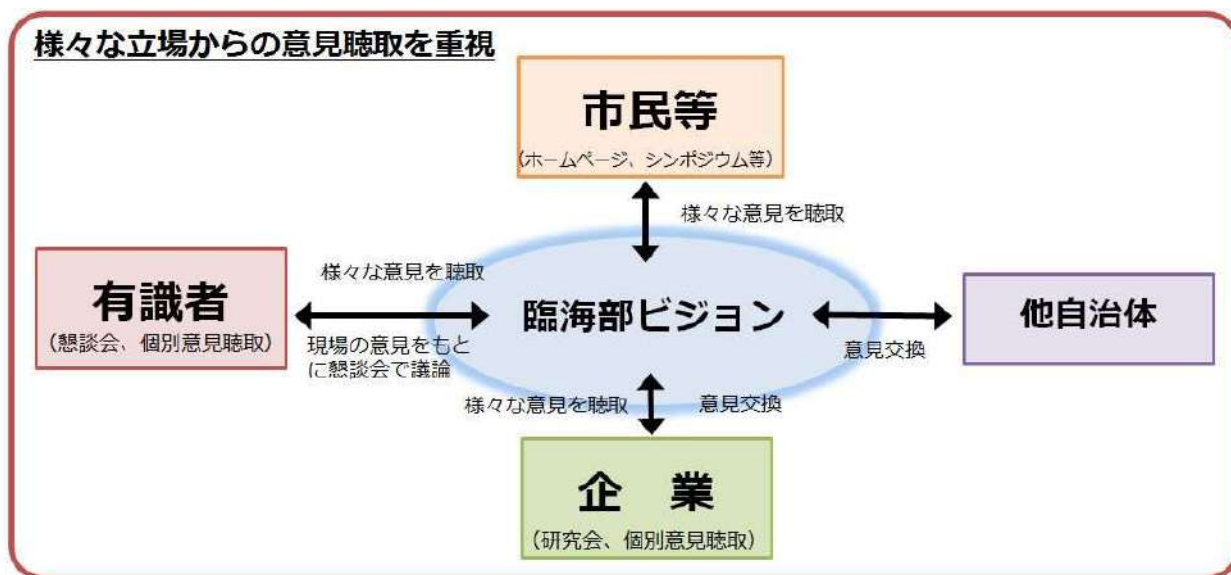 様々な立場からの意見聴取を重視
市民等
（ホームページ、シンポジウム等）
様々な意見を聴取
有識者
（懇談会、個別意見聴取）
様々な意見を聴取
現場の意見をもと
に懇談会で議論
臨海部ビジョン
他自治体
意見交換
様々な意見を聴取
意見交換
企　業
（研究会、個別意見聴取）